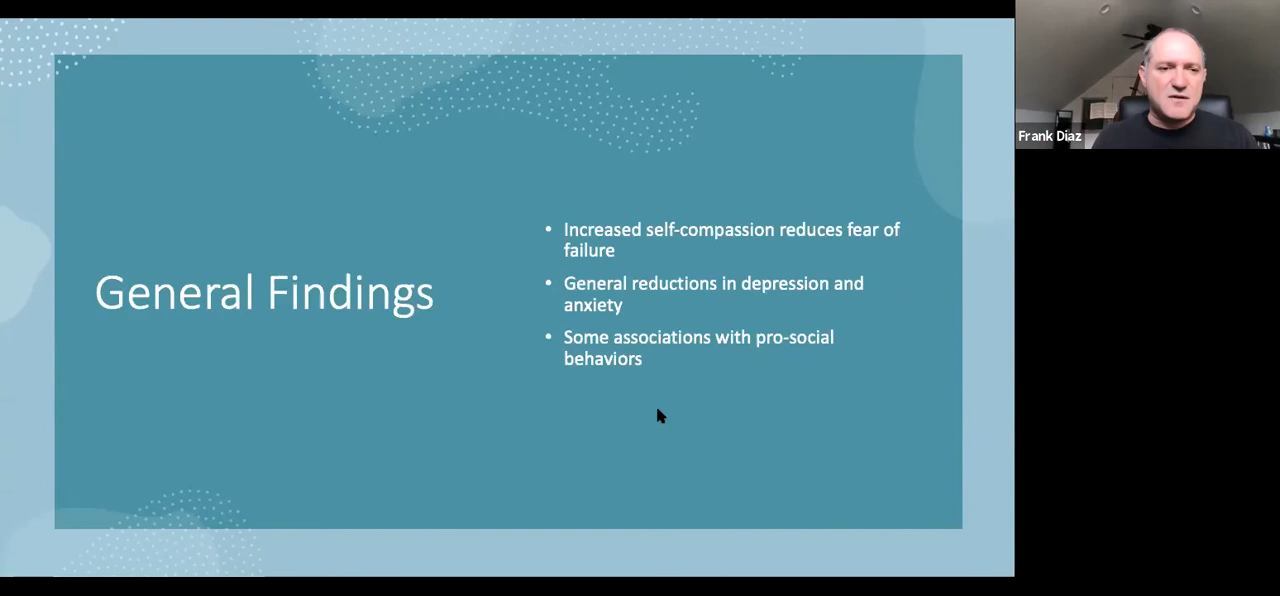 General Findings
• Increased self-compassion reduces fear of
failure
• General reductions in depression and
anxiety
• Some associations with pro-social
behaviors
Frank Diaz